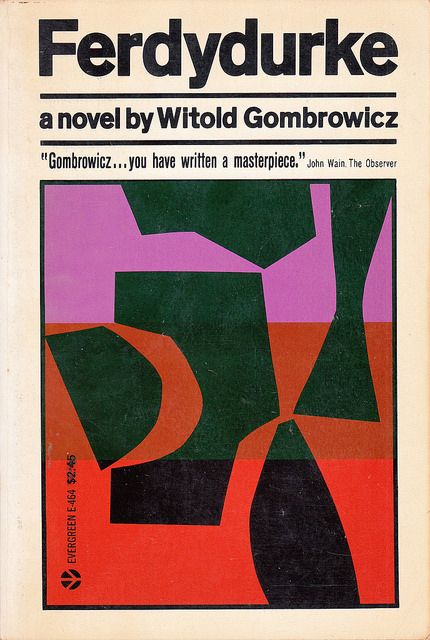 Ferdydurke
a novel by Witold Gombrowicz
"Gombrowicz...you have written a masterpiece." John Wain. The Observer
EVERGREEN E-464 $2.45